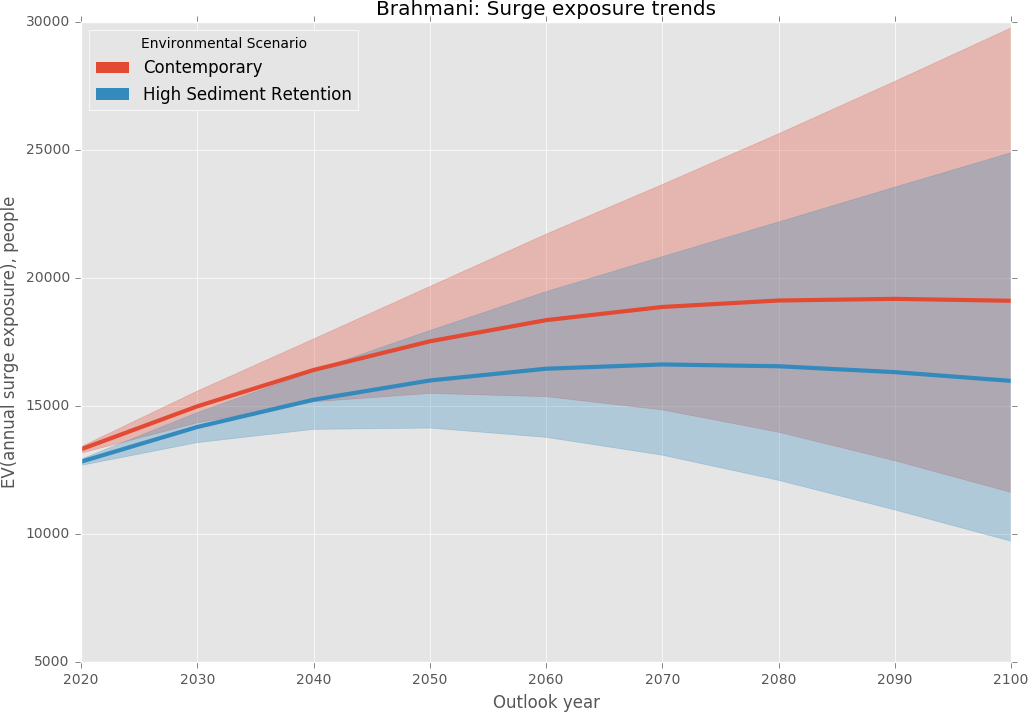 Brahmani: Surge exposure trends
Environmental Scenario
Contemporary
High Sediment Retention
EV(annual surge exposure), people
30000
25000
20000
15000
10000
5000
2020 2030 2040 2050 2060 2070 2080 2090 2100
Outlook year